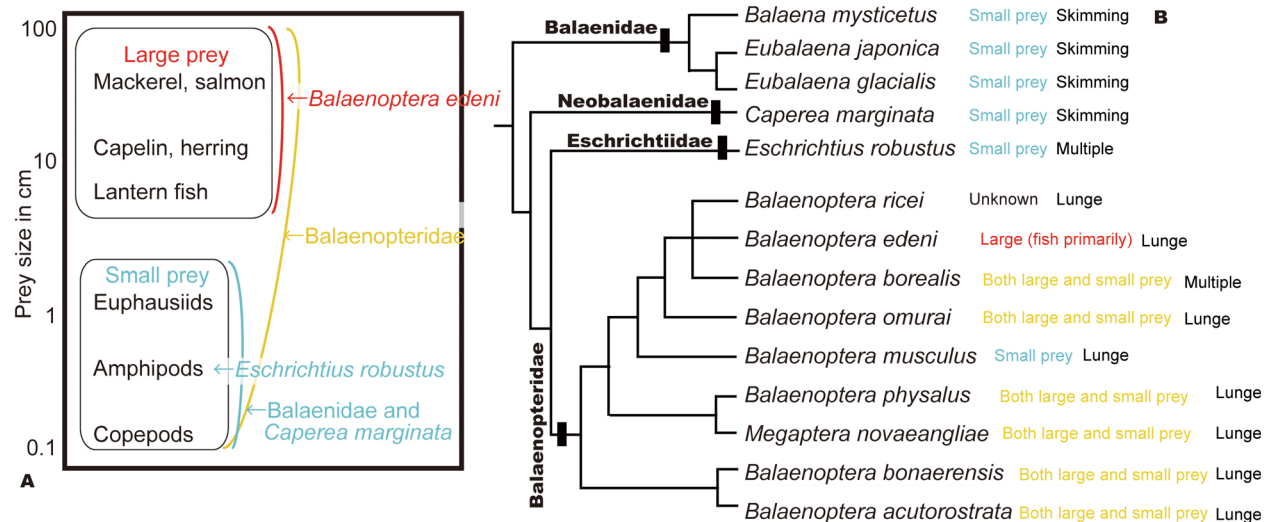 100
Large prey
Mackerel, salmon
←Balaenoptera edeni
Capelin, herring
10
Lantern fish
←Balaenopteridae
Prey size in cm
Small prey
Euphausiids
1
Amphipods
←Eschrichtius robustus
←Balaenidae and
Caperea marginata
Copepods
0.1
A
B
Balaenidae
Balaena mysticetus Small prey Skimming
Eubalaena japonica Small prey Skimming
Eubalaena glacialis Small prey Skimming
Neobalaenidae
Caperea marginata Small prey Skimming
Eschrichtiidae
Eschrichtius robustus Small prey Multiple
Balaenopteridae
Balaenoptera ricei Unknown Lunge
Balaenoptera edeni Large (fish primarily) Lunge
Balaenoptera borealis Both large and small prey Multiple
Balaenoptera omurai Both large and small prey Lunge
Balaenoptera musculus Small prey Lunge
Balaenoptera physalus Both large and small prey Lunge
Megaptera novaeangliae Both large and small prey Lunge
Balaenoptera bonaerensis Both large and small prey Lunge
Balaenoptera acutorostrata Both large and small prey Lunge